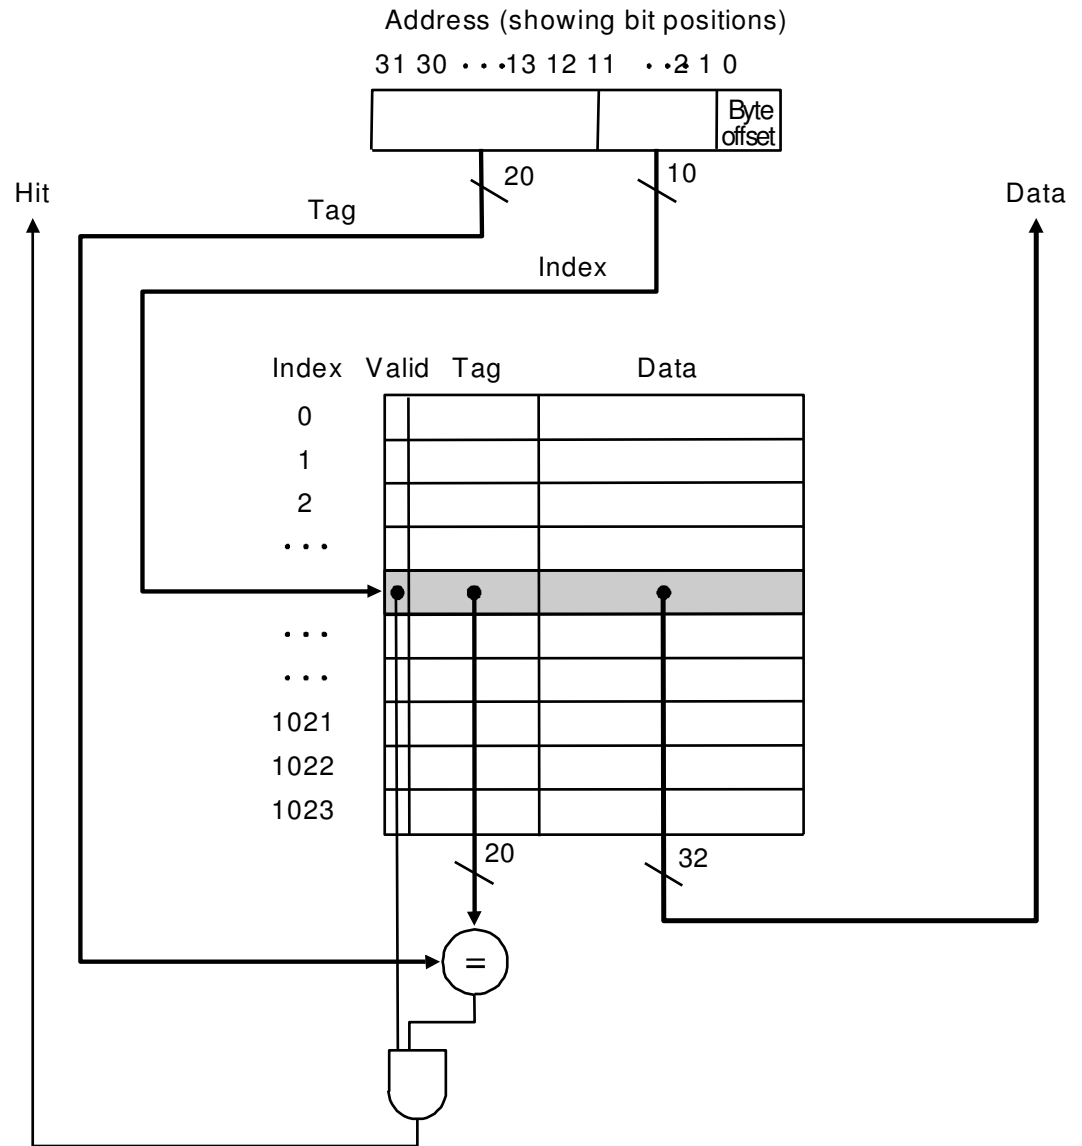 Address (showing bit positions)
31 30 · · · 13 12 11 · · · 2 1 0
Byte
offset
20 10
Hit
Data
Tag
Index
Index Valid Tag Data
0
1
2
· · ·
· · ·
· · ·
1021
1022
1023
20 32
=